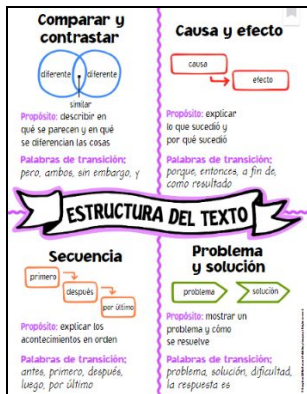 Comparar y
contrastar
diferente
diferente
similar
Propósito: describir en
qué se parecen y en qué
se diferencian las cosas
Palabras de transición:
pero, ambos, sin embargo, y
Causa y efecto
causa
efecto
Propósito: explicar
lo que sucedió y
por qué sucedió
Palabras de transición:
porque, entonces, a fin de,
como resultado
ESTRUCTURA DEL TEXTO
Secuencia
primero
después
por último
Propósito: explicar los
acontecimientos en orden
Palabras de transición:
antes, primero, después,
luego, por último
Problema
y solución
problema
solución
Propósito: mostrar un
problema y cómo
se resuelve
Palabras de transición:
problema, solución, dificultad,
la respuesta es